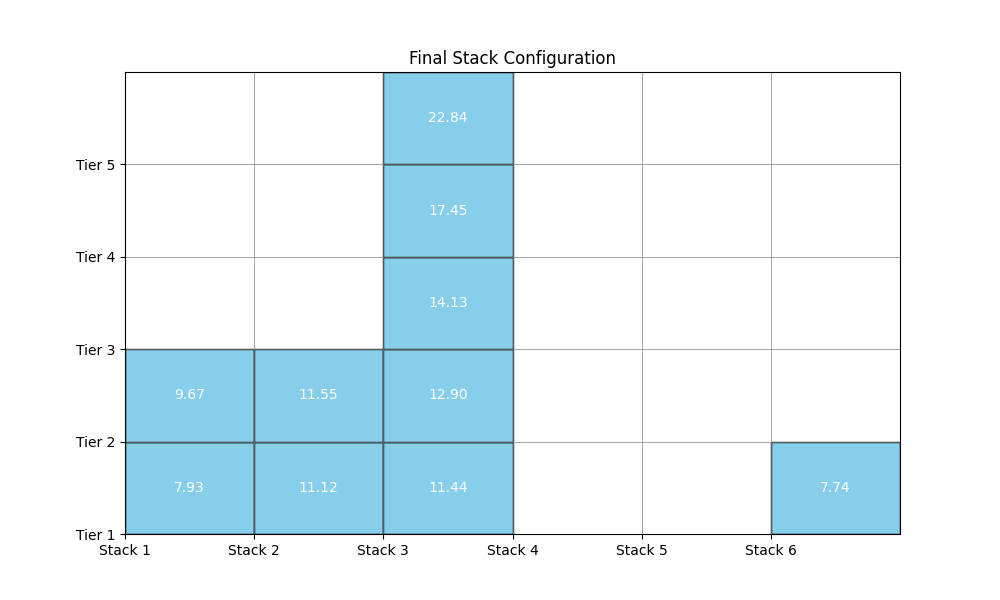 Final Stack Configuration
22.84
Tier 5
17.45
Tier 4
14.13
Tier 3
9.67 11.55 12.90
Tier 2
7.93 11.12 11.44 7.74
Tier 1
Stack 1 Stack 2 Stack 3 Stack 4 Stack 5 Stack 6